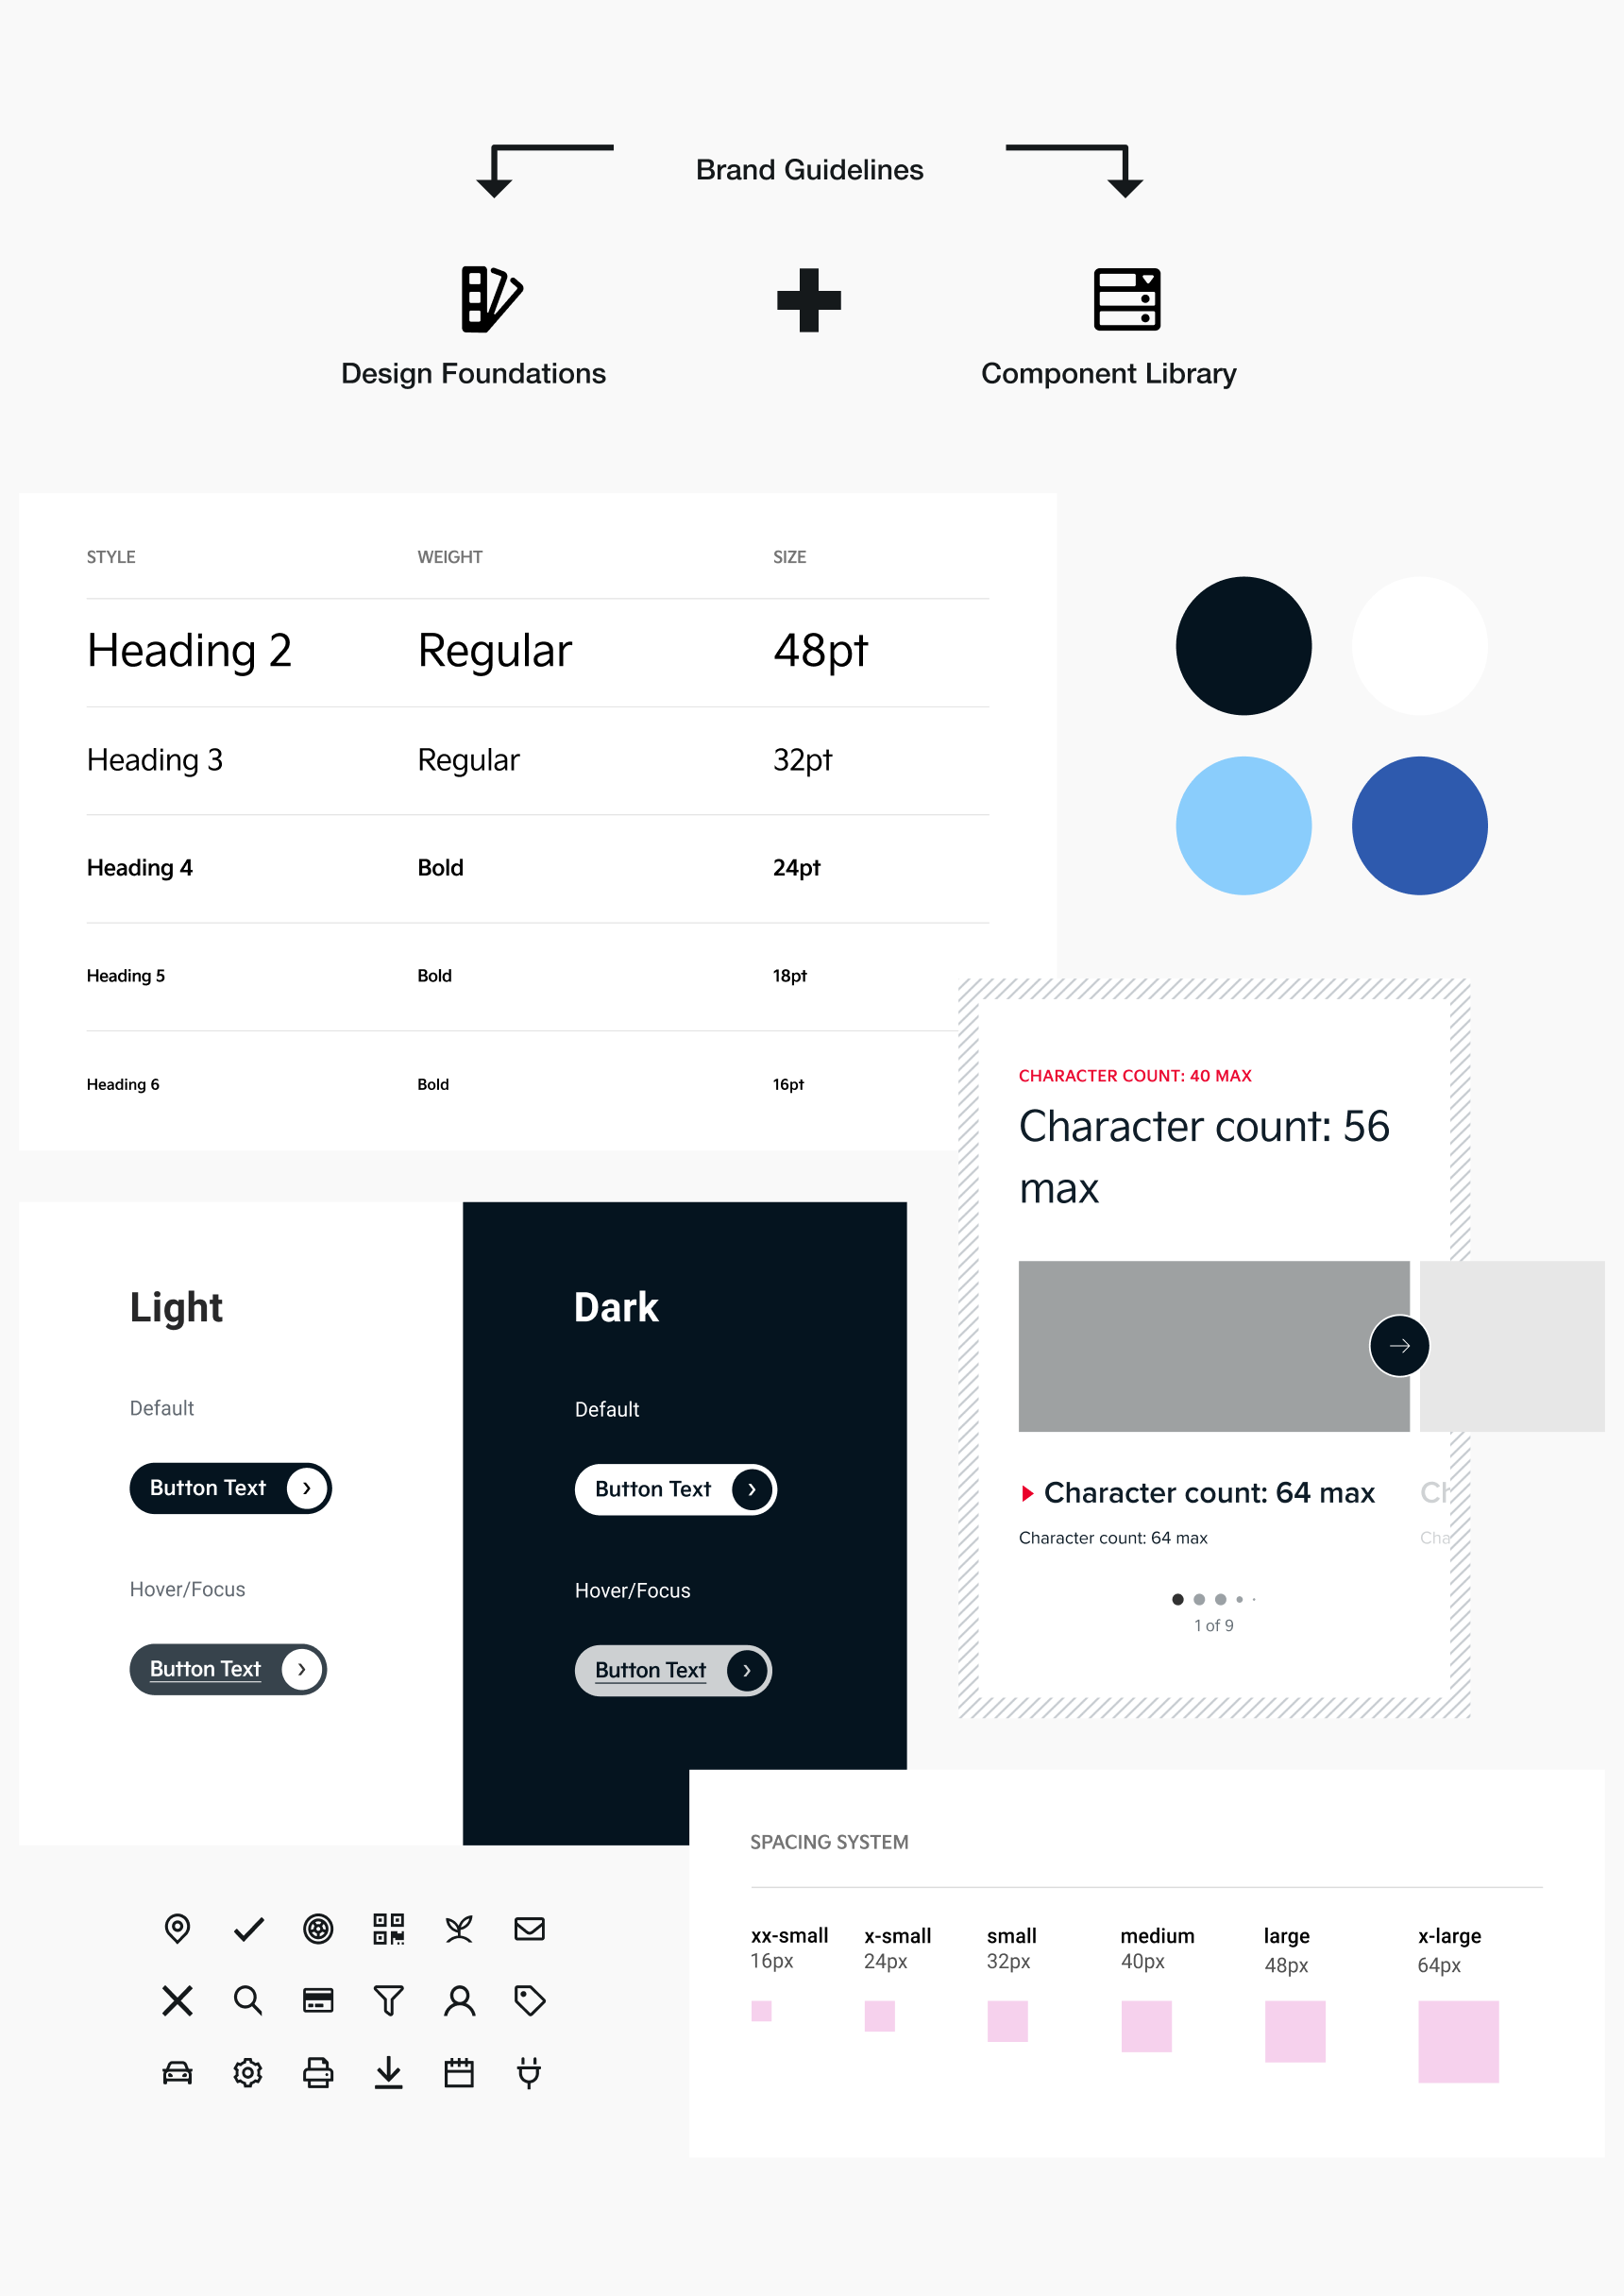 Brand Guidelines
Design Foundations
Component Library
STYLE WEIGHT SIZE
Heading 2 Regular 48pt
Heading 3 Regular 32pt
Heading 4 Bold 24pt
Heading 5 Bold 18pt
Heading 6 Bold 16pt
CHARACTER COUNT: 40 MAX
Character count: 56
max
Character count: 64 max
Ch
Character count: 64 max
Cha
1 of 9
Light
Default
Button Text
Hover/Focus
Button Text
Dark
Default
Button Text
Hover/Focus
Button Text
SPACING SYSTEM
xx-small x-small small medium large x-large
16px 24px 32px 40px 48px 64px